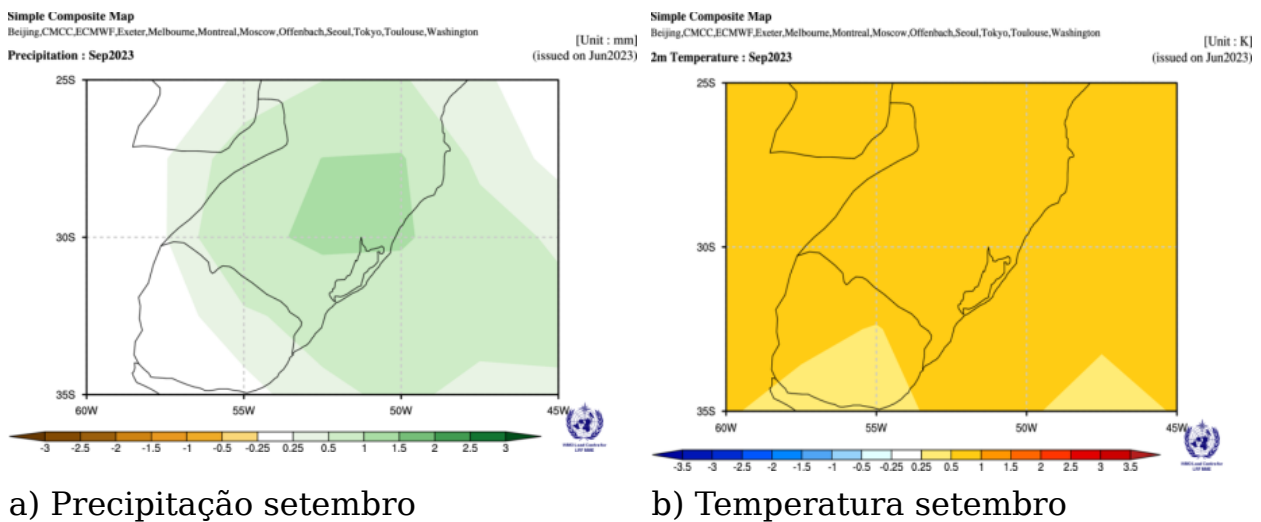 Simple Composite Map
Beijing,CMCC,ECMWF,Exeter,Melbourne,Montreal,Moscow,Offenbach,Seoul,Tokyo,Toulouse,Washington
[Unit : mm]
Precipitation : Sep2023
(issued on Jun2023)
25S
30S
35S
60W 55W 50W 45W
-3 -2.5 -2 -1.5 -1 -0.5 -0.25 0.25 0.5 1 1.5 2 2.5 3
a) Precipitação setembro
Simple Composite Map
Beijing,CMCC,ECMWF,Exeter,Melbourne,Montreal,Moscow,Offenbach,Seoul,Tokyo,Toulouse,Washington
[Unit : K]
2m Temperature : Sep2023
(issued on Jun2023)
25S
30S
35S
60W 55W 50W 45W
-3.5 -3 -2.5 -2 -1.5 -1 -0.5 -0.25 0.25 0.5 1 1.5 2 2.5 3 3.5
b) Temperatura setembro